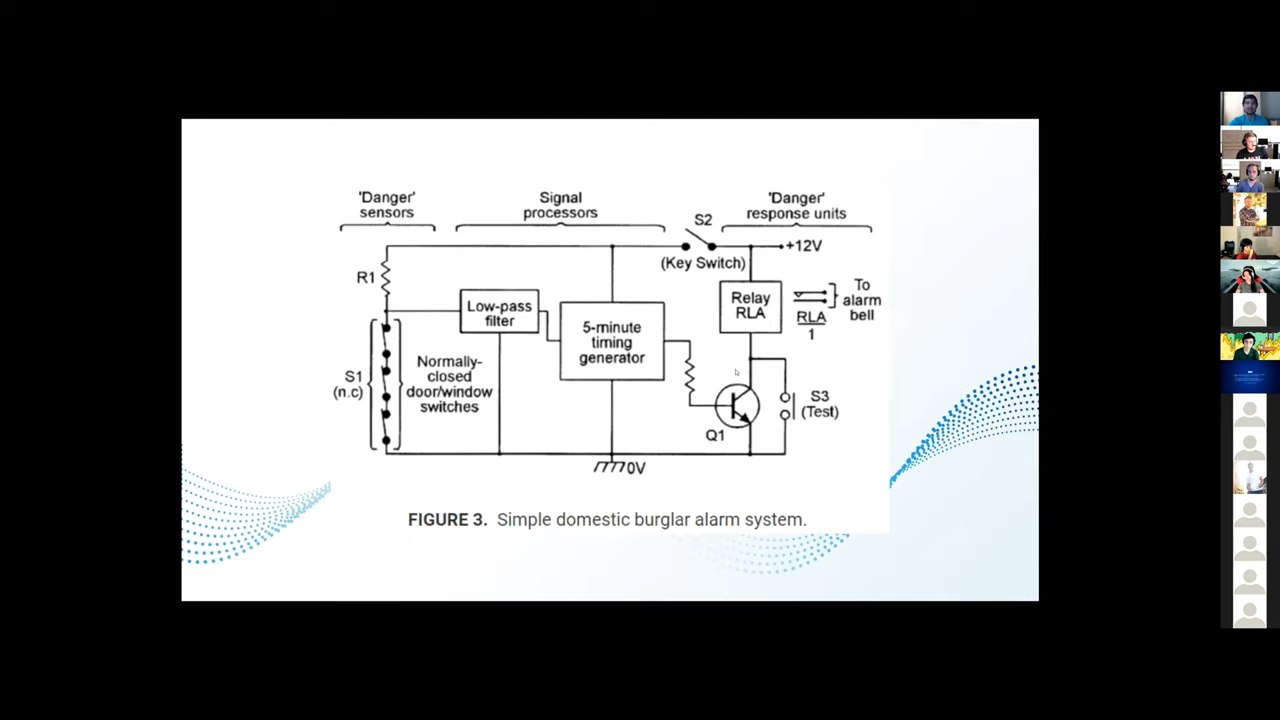 'Danger'
sensors
Signal
processors
'Danger'
response units
S2
+12V
(Key Switch)
R1
Low-pass
filter
5-minute
timing
generator
Relay
RLA
RLA
1
To
alarm
bell
S1
(n.c)
Normally-
closed
door/window
switches
Q1
S3
(Test)
0V
FIGURE 3. Simple domestic burglar alarm system.